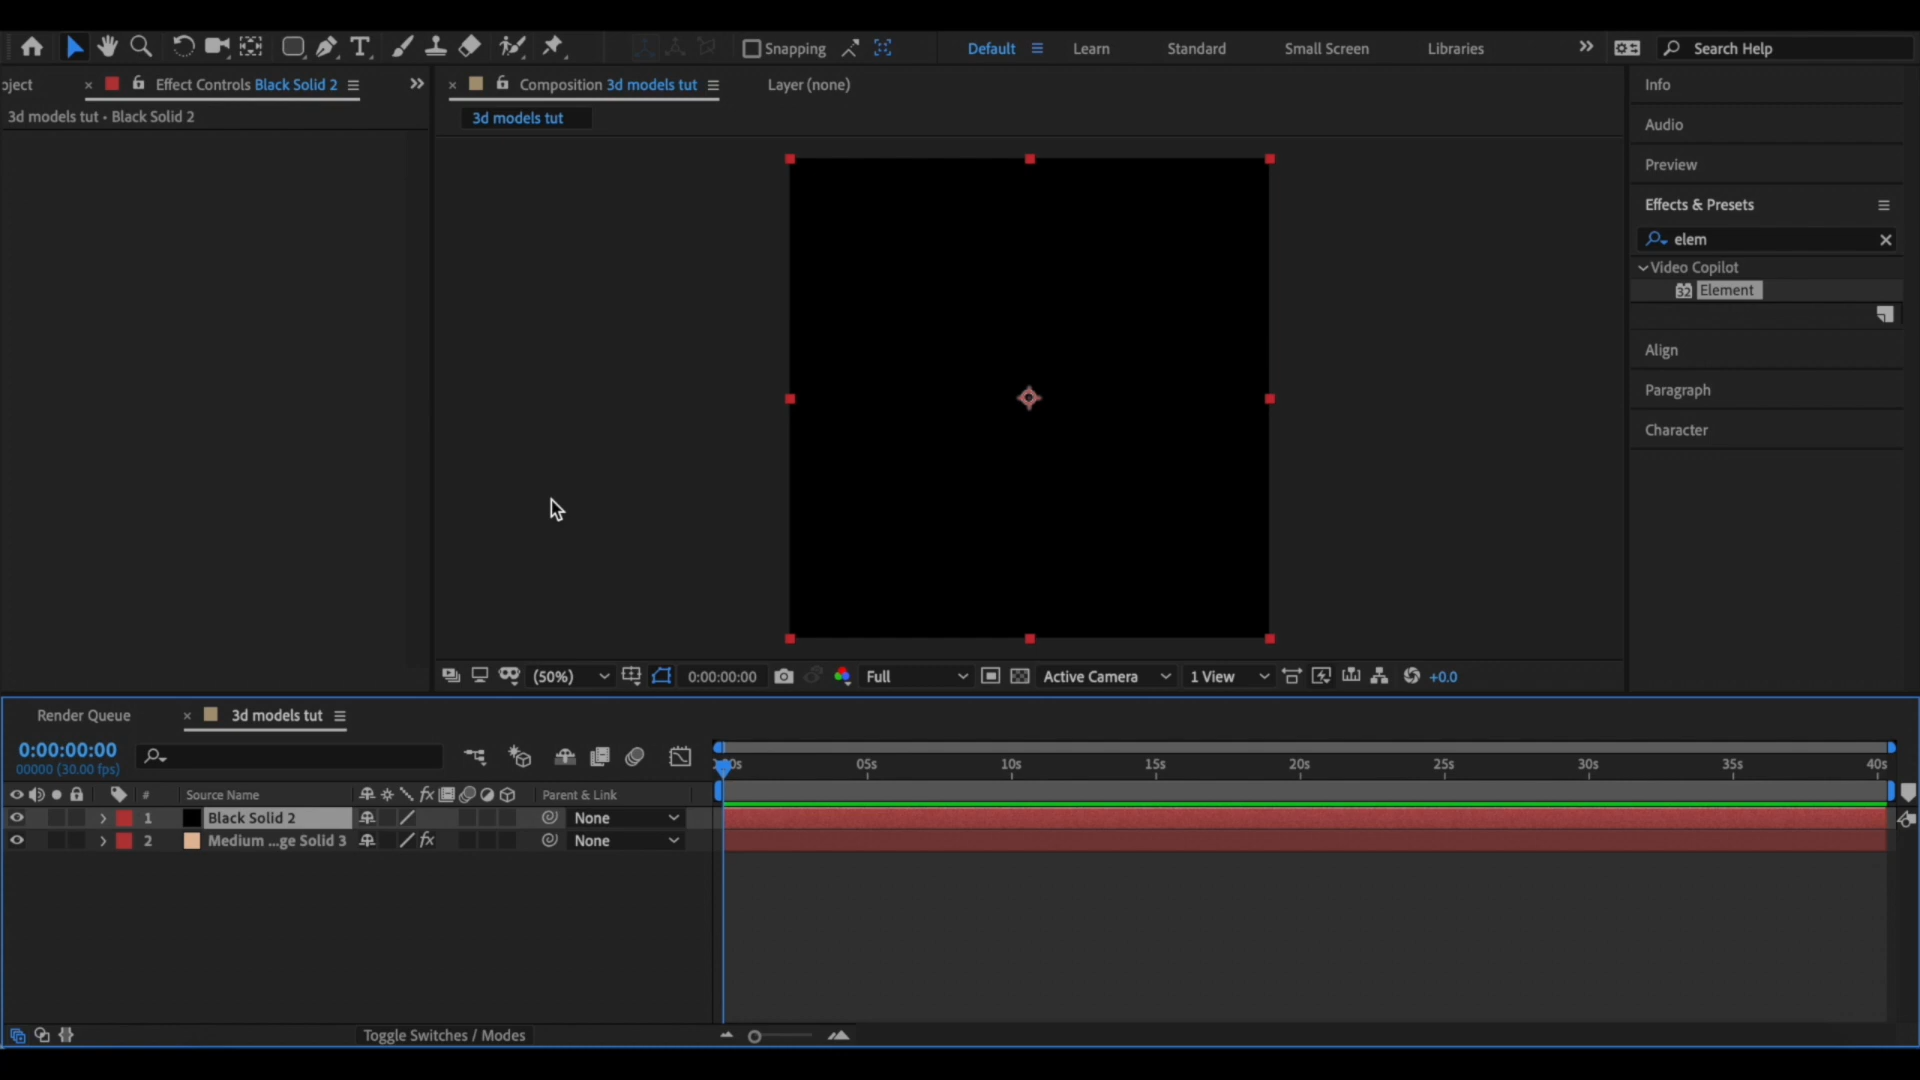 Snapping
Default
Learn
Standard
Small Screen
Libraries
Search Help
oject
Effect Controls Black Solid 2
Composition 3d models tut
Layer (none)
3d models tut • Black Solid 2
3d models tut
Info
Audio
Preview
Effects & Presets
elem
Video Copilot
32 Element
Align
Paragraph
Character
(50%)
0:00:00:00
Full
Active Camera
1 View
+0.0
Render Queue
3d models tut
0:00:00:00
00000 (30.00 fps)
0s 05s 10s 15s 20s 25s 30s 35s 40s
# Source Name fx Parent & Link
1 Black Solid 2 None
2 Medium ...ge Solid 3 fx None
Toggle Switches / Modes